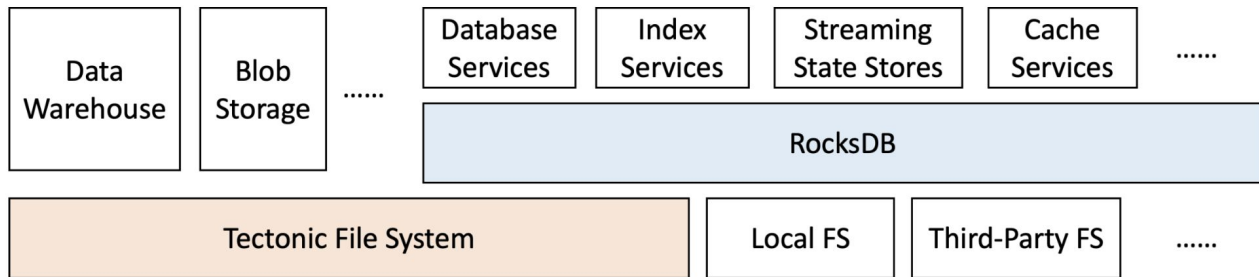 Data
Warehouse
Blob
Storage
......
Database
Services
Index
Services
Streaming
State Stores
Cache
Services
......
RocksDB
Tectonic File System
Local FS
Third-Party FS
......